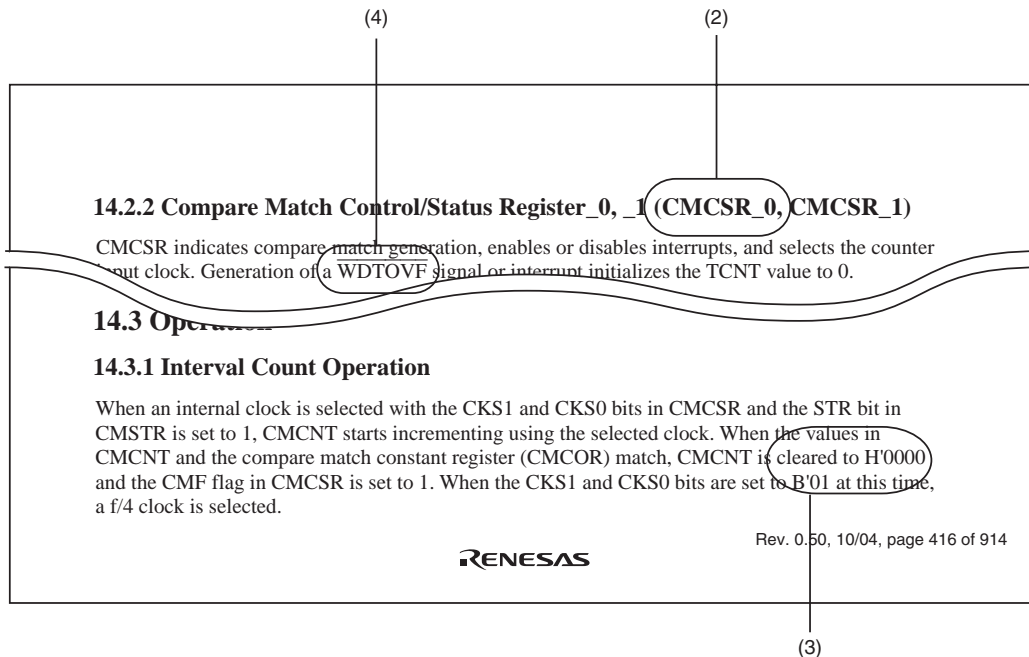 (4) (2)
14.2.2 Compare Match Control/Status Register_0, _1 (CMCSR_0, CMCSR_1)
CMCSR indicates compare match generation, enables or disables interrupts, and selects the counter
input clock. Generation of a W̅D̅T̅O̅V̅F̅ signal or interrupt initializes the TCNT value to 0.
14.3 Operation
14.3.1 Interval Count Operation
When an internal clock is selected with the CKS1 and CKS0 bits in CMCSR and the STR bit in
CMSTR is set to 1, CMCNT starts incrementing using the selected clock. When the values in
CMCNT and the compare match constant register (CMCOR) match, CMCNT is cleared to H'0000
and the CMF flag in CMCSR is set to 1. When the CKS1 and CKS0 bits are set to B'01 at this time,
a f/4 clock is selected.
Rev. 0.50, 10/04, page 416 of 914
RENESAS
(3)